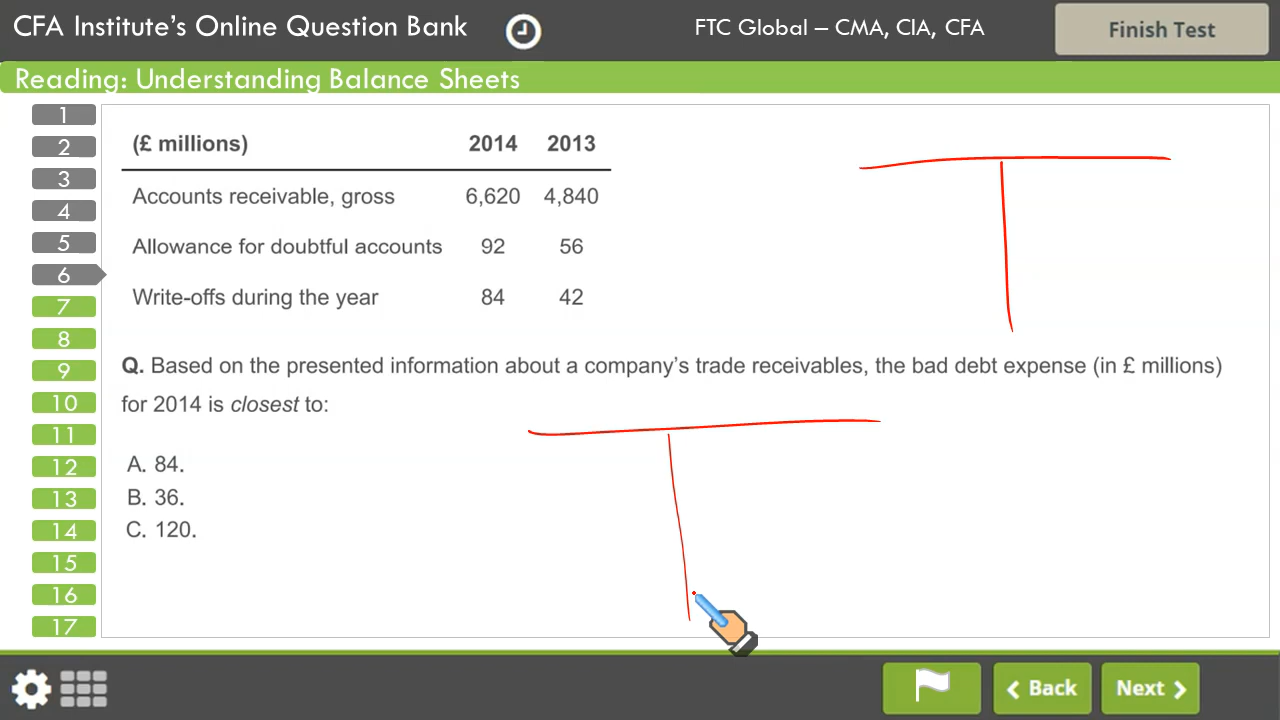 CFA Institute’s Online Question Bank
FTC Global – CMA, CIA, CFA
Finish Test
Reading: Understanding Balance Sheets
1
2
3
4
5
6
7
8
9
10
11
12
13
14
15
16
17
(£ millions) 2014 2013
Accounts receivable, gross 6,620 4,840
Allowance for doubtful accounts 92 56
Write-offs during the year 84 42
Q. Based on the presented information about a company’s trade receivables, the bad debt expense (in £ millions)
for 2014 is closest to:
A. 84.
B. 36.
C. 120.
Back
Next